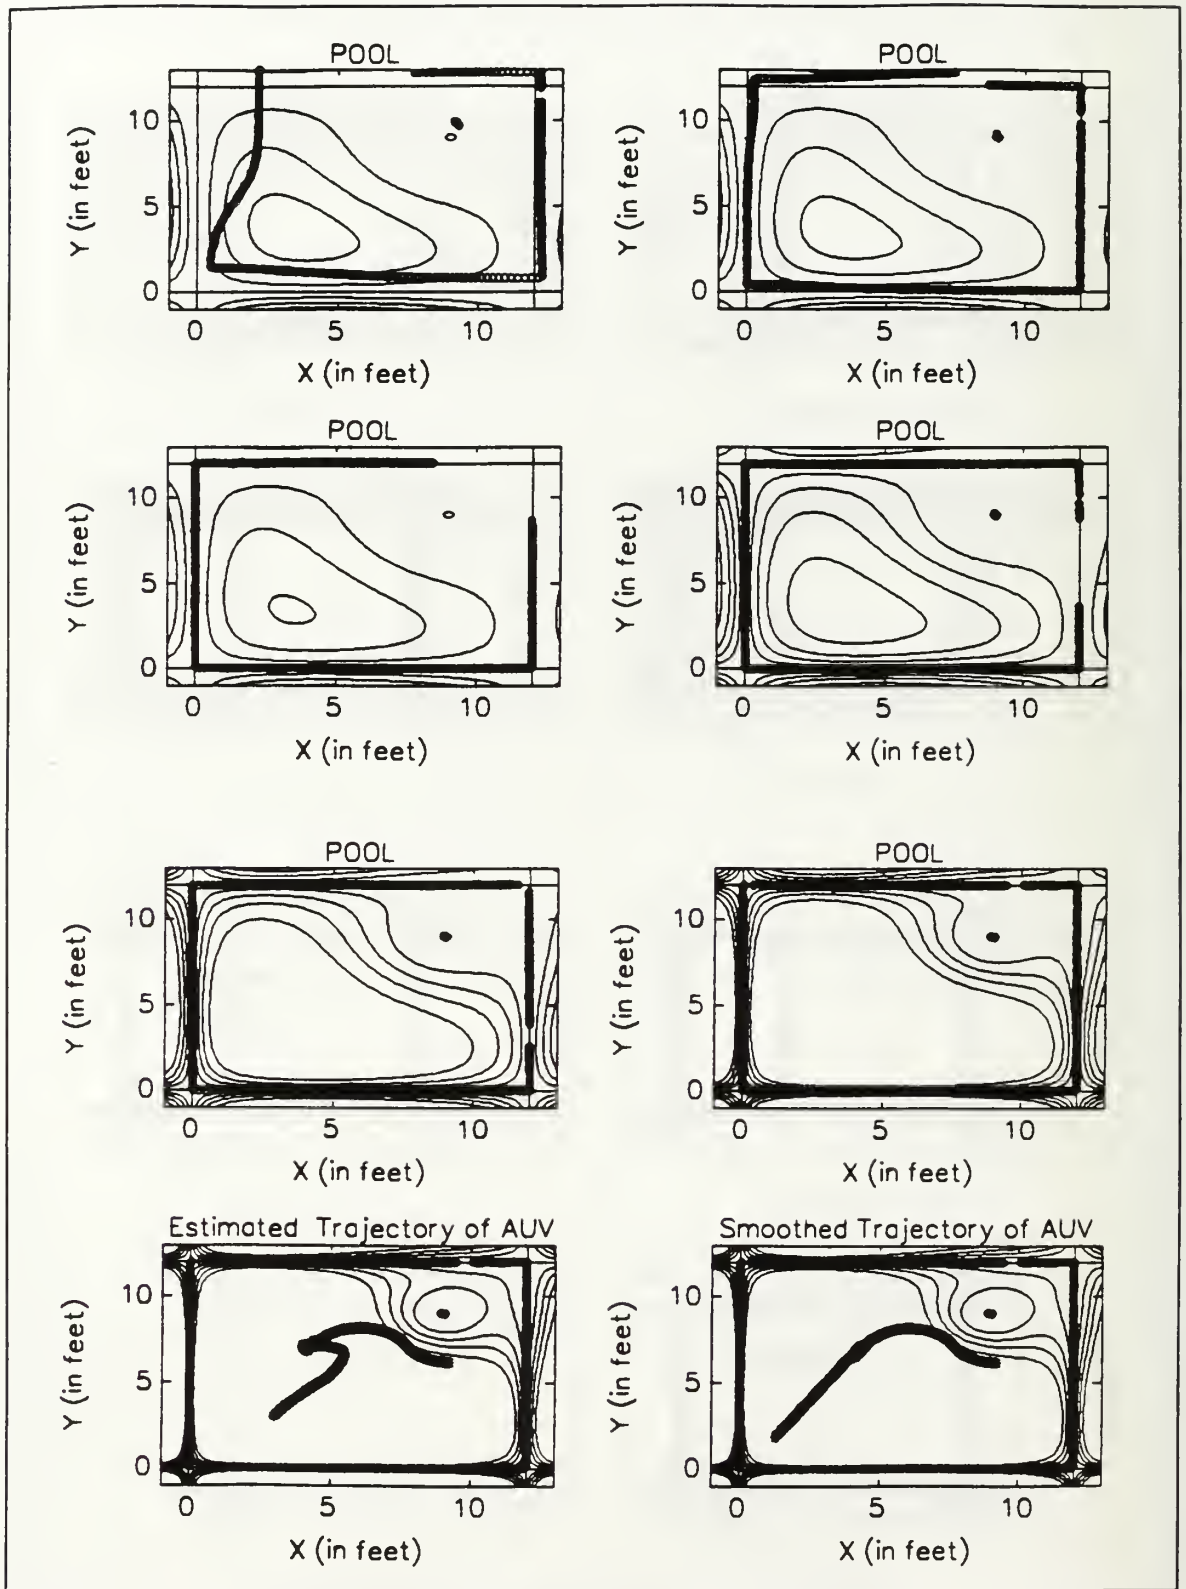 POOL
10
5
0
Y (in feet)
0 5 10
X (in feet)
POOL
10
5
0
Y (in feet)
0 5 10
X (in feet)
POOL
10
5
0
Y (in feet)
0 5 10
X (in feet)
POOL
10
5
0
Y (in feet)
0 5 10
X (in feet)
POOL
10
5
0
Y (in feet)
0 5 10
X (in feet)
POOL
10
5
0
Y (in feet)
0 5 10
X (in feet)
Estimated Trajectory of AUV
10
5
0
Y (in feet)
0 5 10
X (in feet)
Smoothed Trajectory of AUV
10
5
0
Y (in feet)
0 5 10
X (in feet)